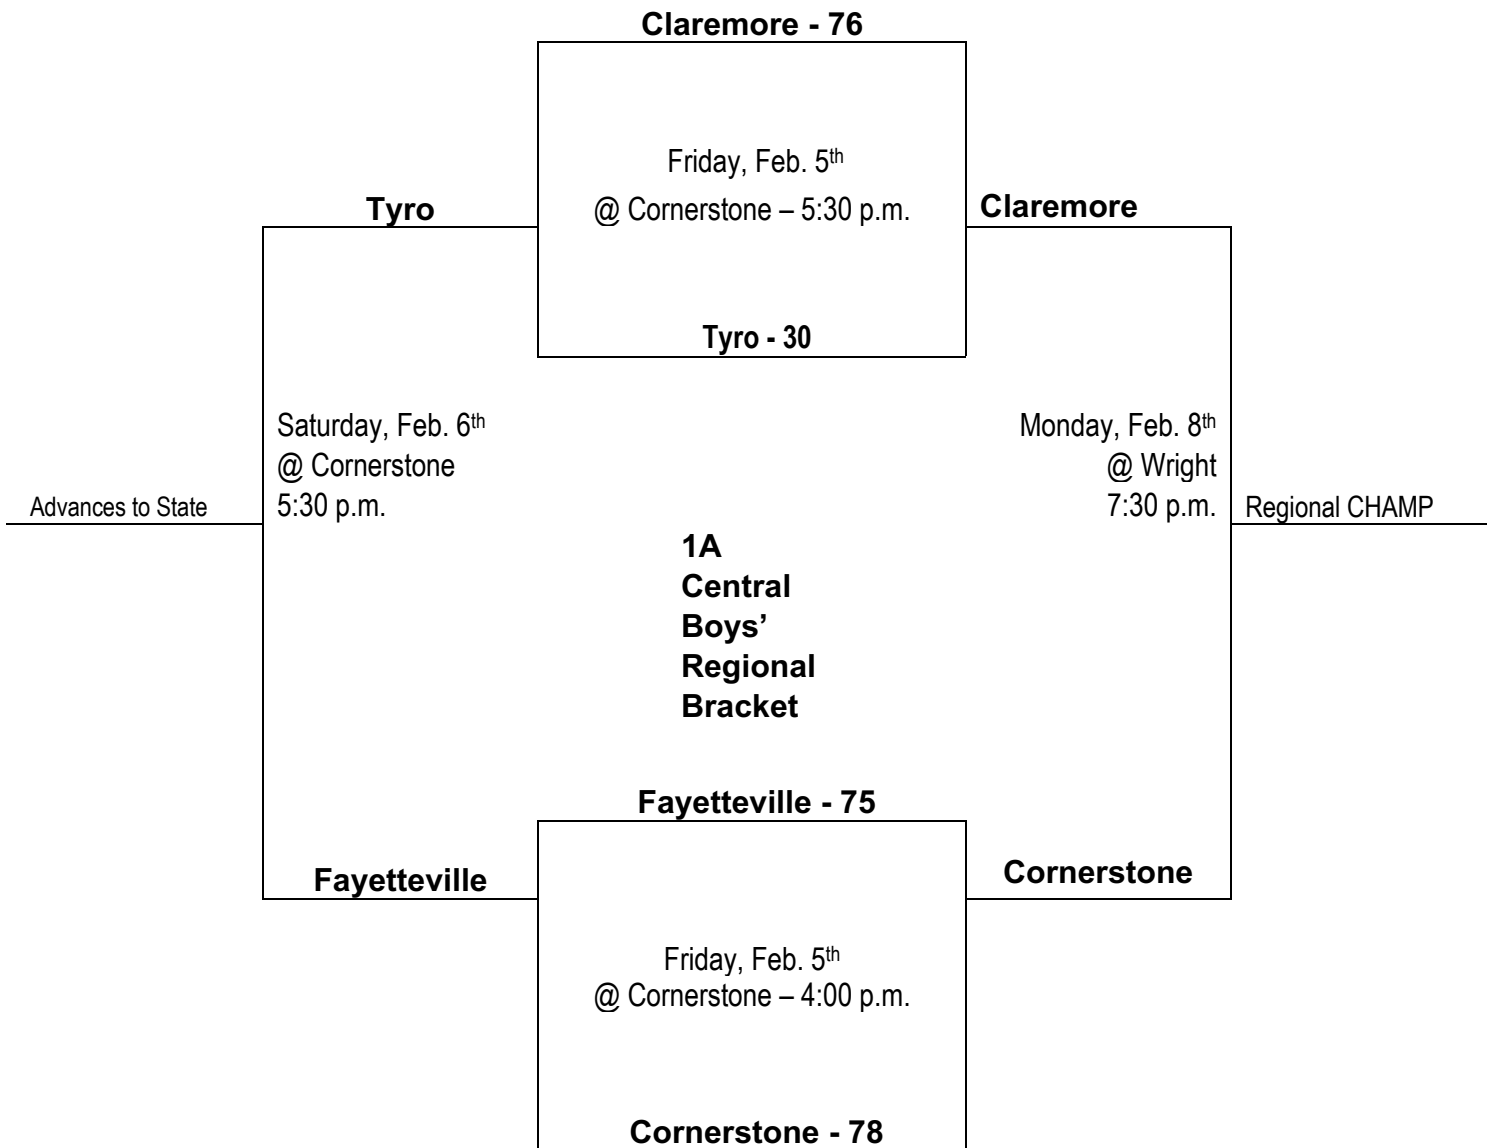 Claremore - 76
Friday, Feb. 5th
@ Cornerstone – 5:30 p.m.
Tyro
Claremore
Tyro - 30
Saturday, Feb. 6th
@ Cornerstone
5:30 p.m.
Advances to State
Monday, Feb. 8th
@ Wright
7:30 p.m.
Regional CHAMP
1A
Central
Boys’
Regional
Bracket
Fayetteville - 75
Fayetteville
Cornerstone
Friday, Feb. 5th
@ Cornerstone – 4:00 p.m.
Cornerstone - 78